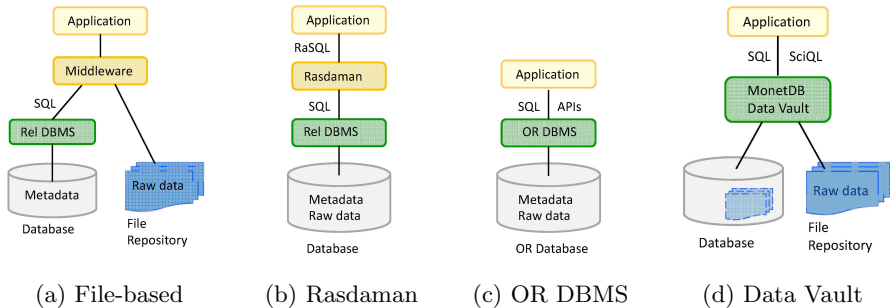 Application
Middleware
SQL
Rel DBMS
Metadata
Database
Raw data
File
Repository
(a) File-based
Application
RaSQL
Rasdaman
SQL
Rel DBMS
Metadata
Raw data
Database
(b) Rasdaman
Application
SQL APIs
OR DBMS
Metadata
Raw data
OR Database
(c) OR DBMS
Application
SQL SciQL
MonetDB
Data Vault
Database
Raw data
File
Repository
(d) Data Vault